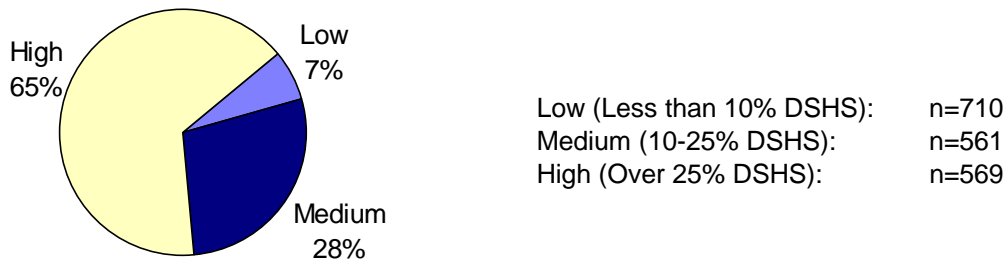 High
65%
Low
7%
Medium
28%
Low (Less than 10% DSHS): n=710
Medium (10-25% DSHS): n=561
High (Over 25% DSHS): n=569